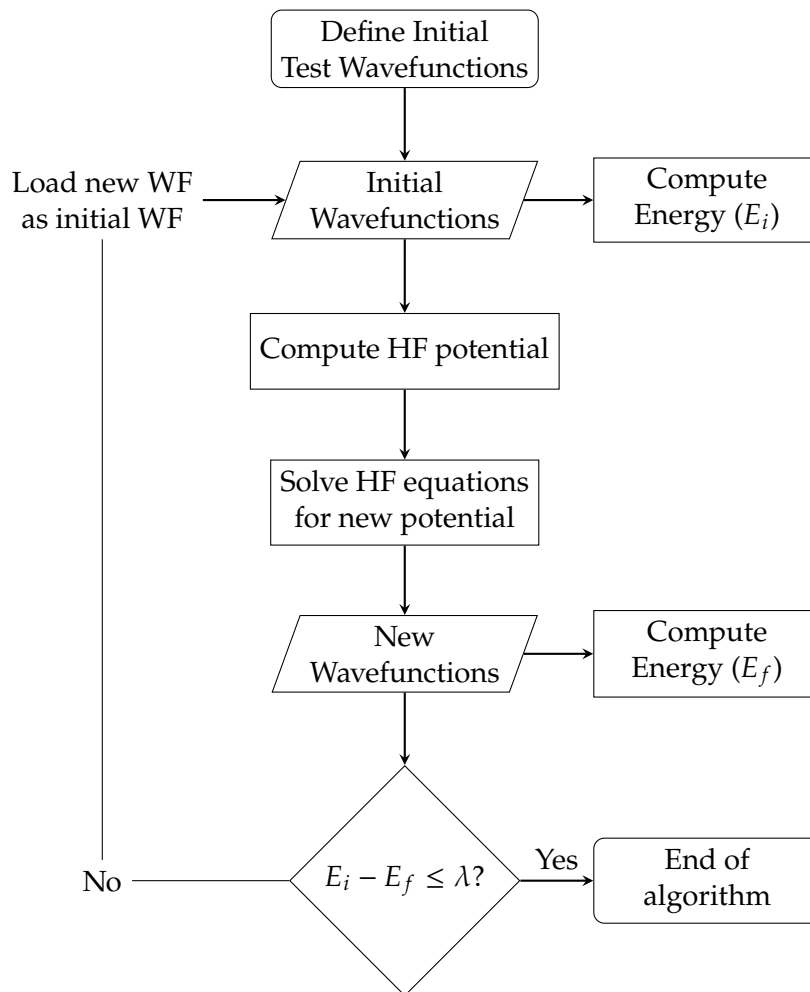 Define Initial
Test Wavefunctions
Load new WF
as initial WF
Initial
Wavefunctions
Compute
Energy (E_i)
Compute HF potential
Solve HF equations
for new potential
New
Wavefunctions
Compute
Energy (E_f)
No
E_i − E_f ≤ λ?
Yes
End of
algorithm